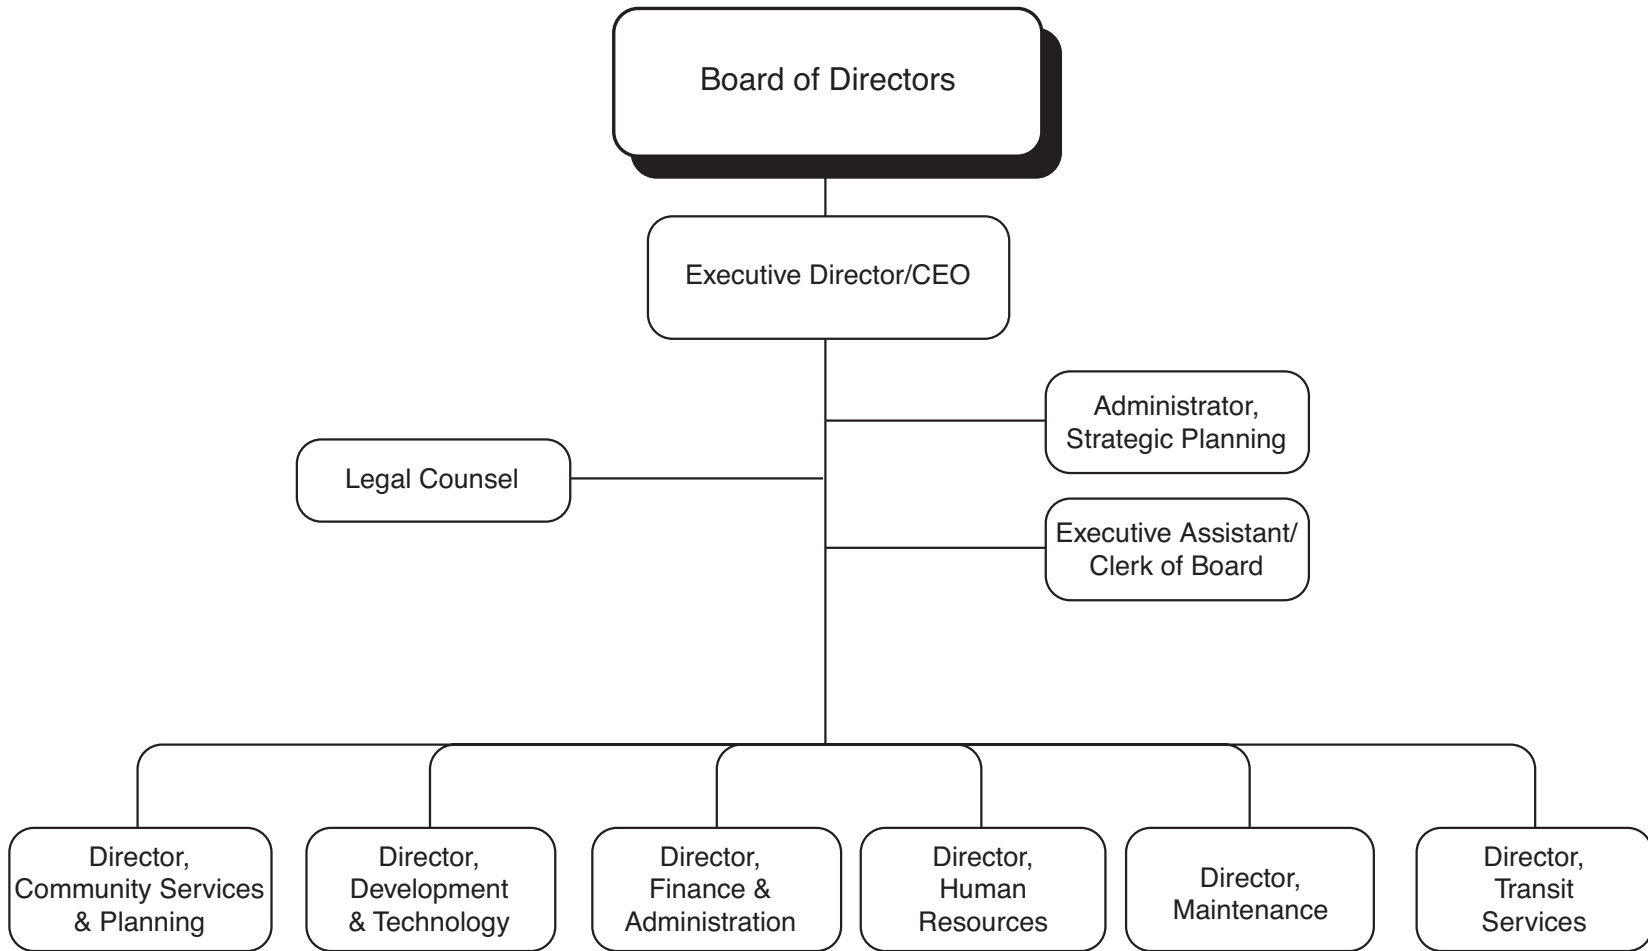 Board of Directors
Executive Director/CEO
Administrator,
Strategic Planning
Legal Counsel
Executive Assistant/
Clerk of Board
Director,
Community Services
& Planning
Director,
Development
& Technology
Director,
Finance &
Administration
Director,
Human
Resources
Director,
Maintenance
Director,
Transit
Services